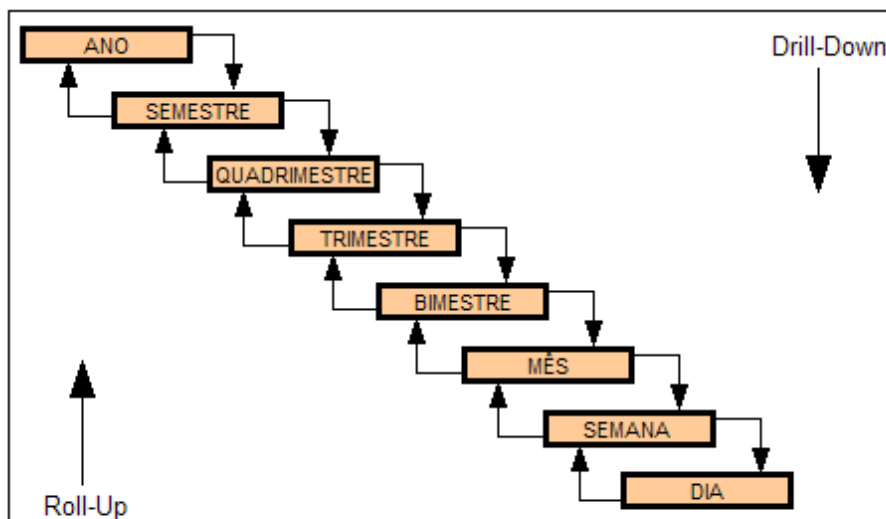 ANO
Drill-Down
SEMESTRE
QUADRIMESTRE
TRIMESTRE
BIMESTRE
MÊS
SEMANA
DIA
Roll-Up